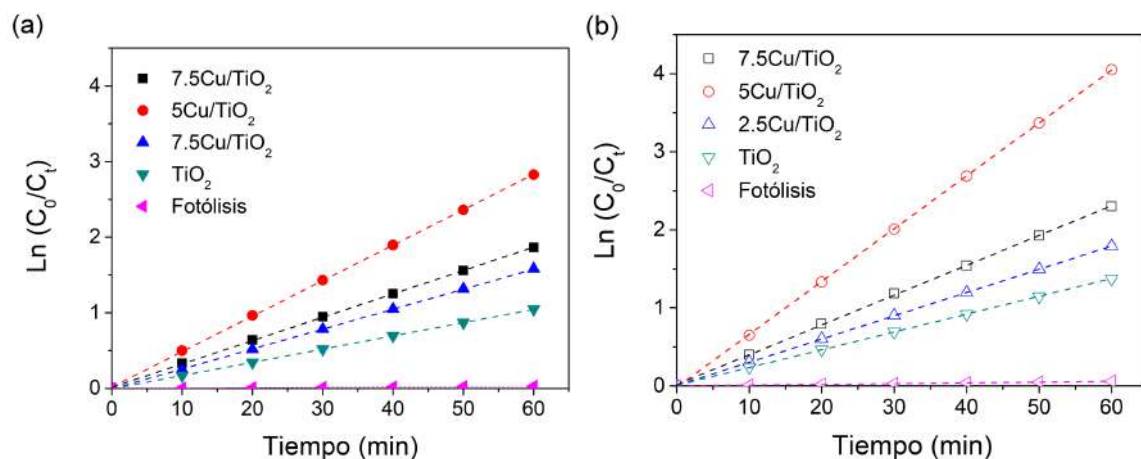 (a)
Ln (C₀/Cₜ)
4
3
2
1
0
7.5Cu/TiO₂
5Cu/TiO₂
7.5Cu/TiO₂
TiO₂
Fotólisis
0 10 20 30 40 50 60
Tiempo (min)
(b)
Ln (C₀/Cₜ)
4
3
2
1
0
7.5Cu/TiO₂
5Cu/TiO₂
2.5Cu/TiO₂
TiO₂
Fotólisis
0 10 20 30 40 50 60
Tiempo (min)